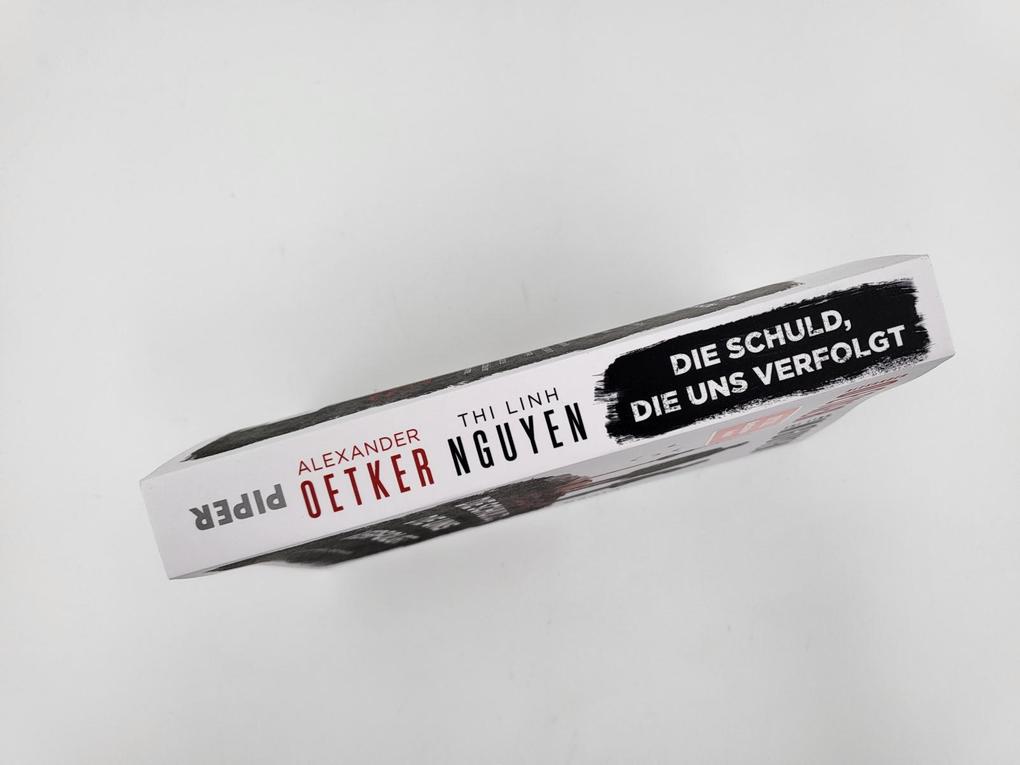 PIPER
ALEXANDER
OETKER
THI LINH
NGUYEN
DIE SCHULD,
DIE UNS VERFOLGT